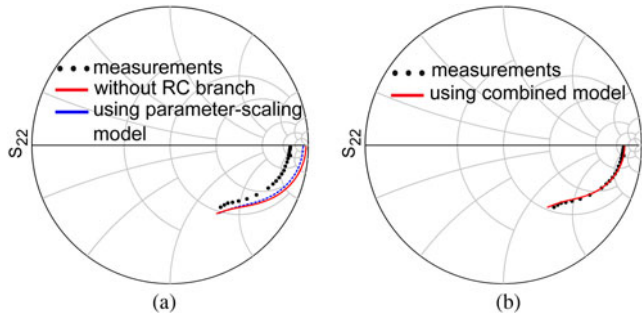 measurements
without RC branch
using parameter-scaling
model
S22
(a)
measurements
using combined model
S22
(b)